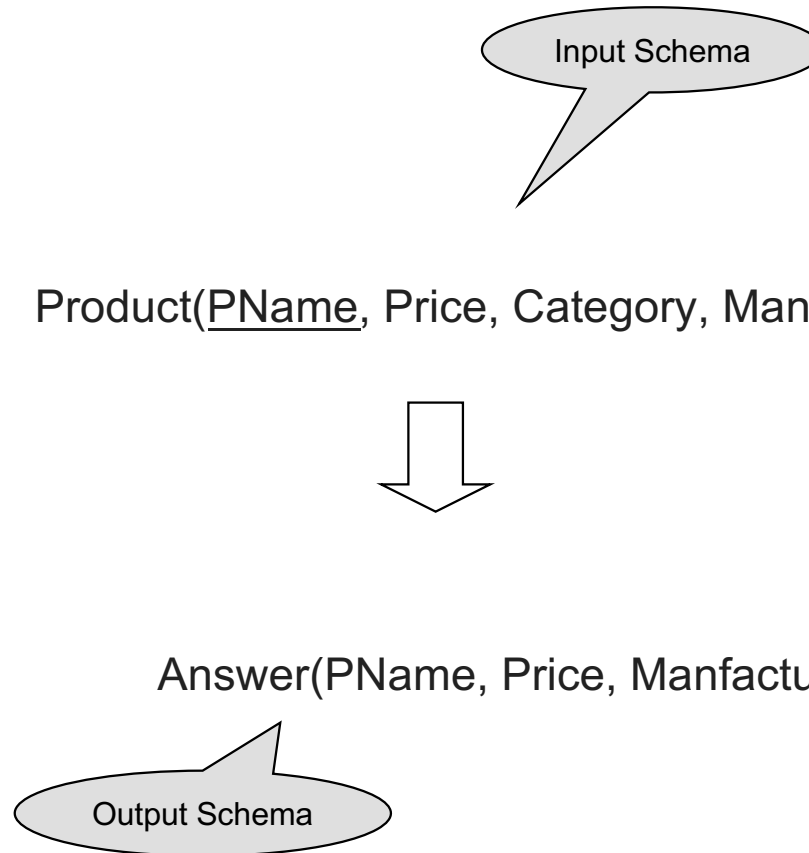 Input Schema
Product(PName, Price, Category, Man
Answer(PName, Price, Manfactu
Output Schema